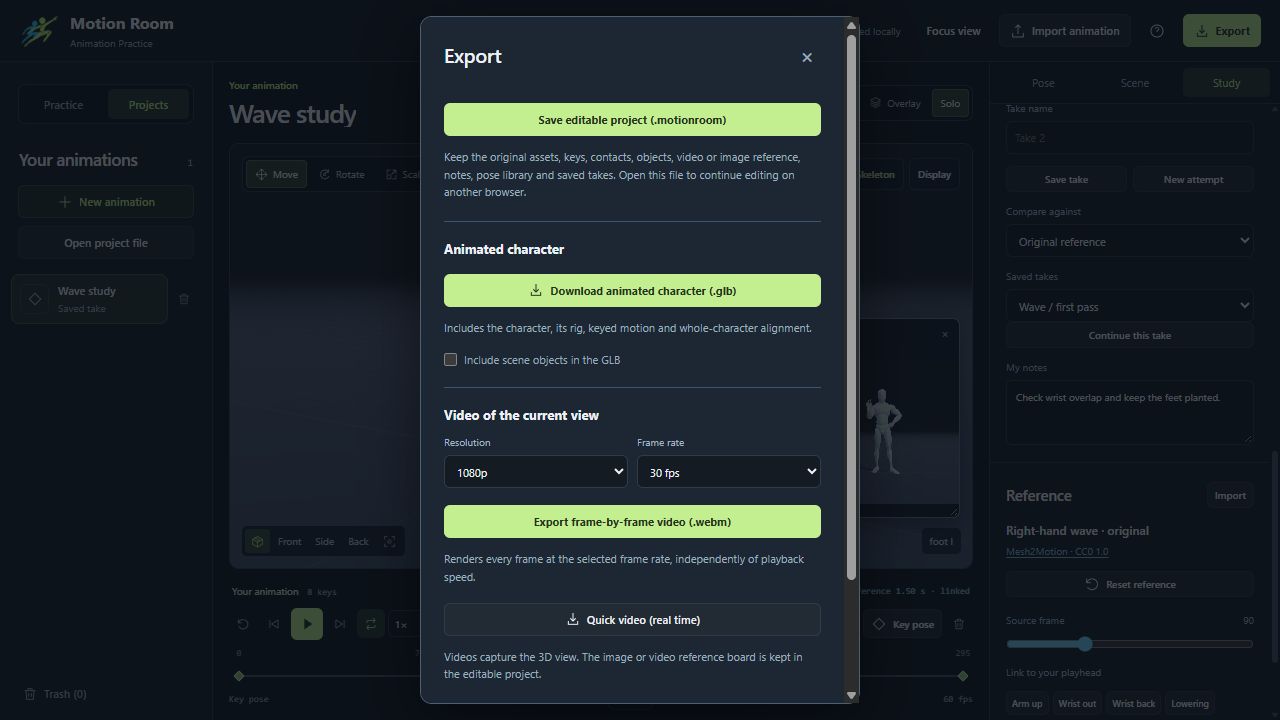 Motion Room
Animation Practice
ed locally
Focus view
Import animation
Export
Practice
Projects
Your animations
1
New animation
Open project file
Wave study
Saved take
Trash (0)
Your animation
Wave study
Overlay
Solo
Move
Rotate
Scal
Skeleton
Display
Front
Side
Back
foot l
Your animation
8 keys
erence 1.50 s · linked
1×
Key pose
0
295
Key pose
60 fps
Export
Save editable project (.motionroom)
Keep the original assets, keys, contacts, objects, video or image reference,
notes, pose library and saved takes. Open this file to continue editing on
another browser.
Animated character
Download animated character (.glb)
Includes the character, its rig, keyed motion and whole-character alignment.
Include scene objects in the GLB
Video of the current view
Resolution
Frame rate
1080p
30 fps
Export frame-by-frame video (.webm)
Renders every frame at the selected frame rate, independently of playback
speed.
Quick video (real time)
Videos capture the 3D view. The image or video reference board is kept in
the editable project.
Pose
Scene
Study
Take name
Take 2
Save take
New attempt
Compare against
Original reference
Saved takes
Wave / first pass
Continue this take
My notes
Check wrist overlap and keep the feet planted.
Reference
Import
Right-hand wave · original
Mesh2Motion · CC0 1.0
Reset reference
Source frame
90
Link to your playhead
Arm up
Wrist out
Wrist back
Lowering